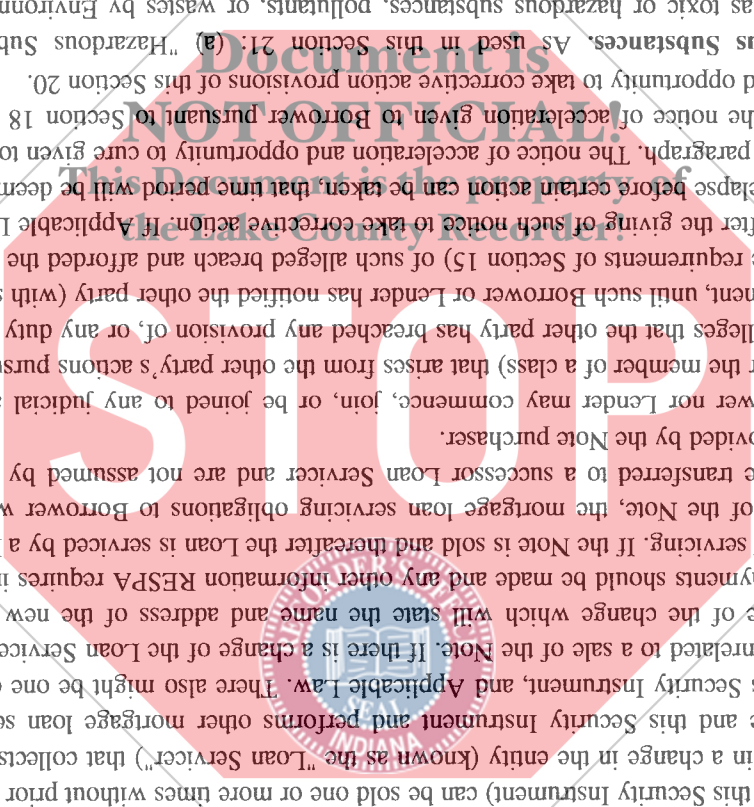 this Security Instrument) can be sold one or more times without prior
in a change in the entity (known as the "Loan Servicer") that collects
e and this Security Instrument and performs other mortgage loan se
s Security Instrument, and Applicable Law. There also might be one
nrelated to a sale of the Note. If there is a change of the Loan Servic
e of the change which will state the name and address of the new
yments should be made and any other information RESPA requires i
servicing. If the Note is sold and thereafter the Loan is serviced by a
of the Note, the mortgage loan servicing obligations to Borrower w
e transferred to a successor Loan Servicer and are not assumed by
ovided by the Note purchaser.
wer nor Lender may commence, join, or be joined to any judicial a
r the member of a class) that arises from the other party's actions pursu
lleges that the other party has breached any provision of, or any duty
ment, until such Borrower or Lender has notified the other party (with s
e requirements of Section 15) of such alleged breach and afforded the
fter the giving of such notice to take corrective action. If Applicable L
elapse before certain action can be taken, that time period will be deem
paragraph. The notice of acceleration and opportunity to cure given to
he notice of acceleration given to Borrower pursuant to Section 18
d opportunity to take corrective action provisions of this Section 20.
us Substances. As used in this Section 21: (a) "Hazardous Sub
as toxic or hazardous substances, pollutants, or wastes by Environn
Document is
NOT OFFICIAL!
This Document is the property of
the Lake County Recorder!
STOP
RECORDER'S OFFICE
SEAL
INDIANA